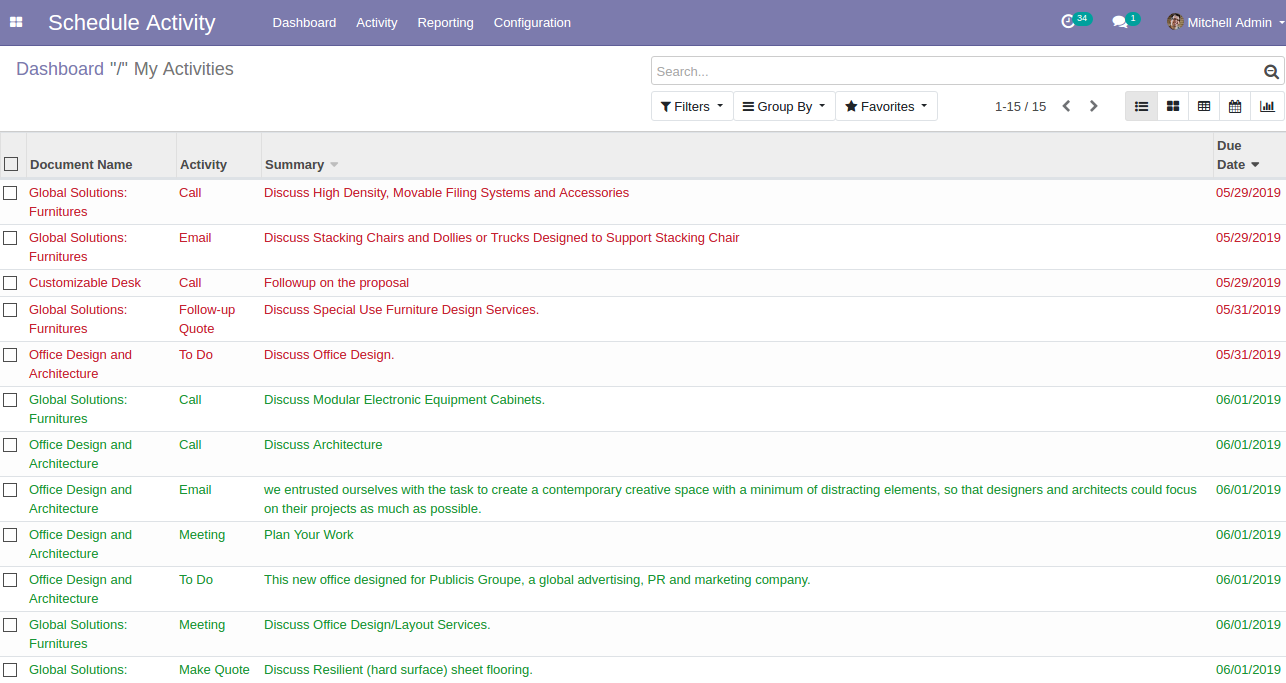 Schedule Activity Dashboard Activity Reporting Configuration 34 1 Mitchell Admin
Dashboard "/" My Activities
Search...
Filters Group By Favorites 1-15 / 15
Document Name Activity Summary Due Date
Global Solutions: Furnitures Call Discuss High Density, Movable Filing Systems and Accessories 05/29/2019
Global Solutions: Furnitures Email Discuss Stacking Chairs and Dollies or Trucks Designed to Support Stacking Chair 05/29/2019
Customizable Desk Call Followup on the proposal 05/29/2019
Global Solutions: Furnitures Follow-up Quote Discuss Special Use Furniture Design Services. 05/31/2019
Office Design and Architecture To Do Discuss Office Design. 05/31/2019
Global Solutions: Furnitures Call Discuss Modular Electronic Equipment Cabinets. 06/01/2019
Office Design and Architecture Call Discuss Architecture 06/01/2019
Office Design and Architecture Email we entrusted ourselves with the task to create a contemporary creative space with a minimum of distracting elements, so that designers and architects could focus on their projects as much as possible. 06/01/2019
Office Design and Architecture Meeting Plan Your Work 06/01/2019
Office Design and Architecture To Do This new office designed for Publicis Groupe, a global advertising, PR and marketing company. 06/01/2019
Global Solutions: Furnitures Meeting Discuss Office Design/Layout Services. 06/01/2019
Global Solutions: Make Quote Discuss Resilient (hard surface) sheet flooring. 06/01/2019